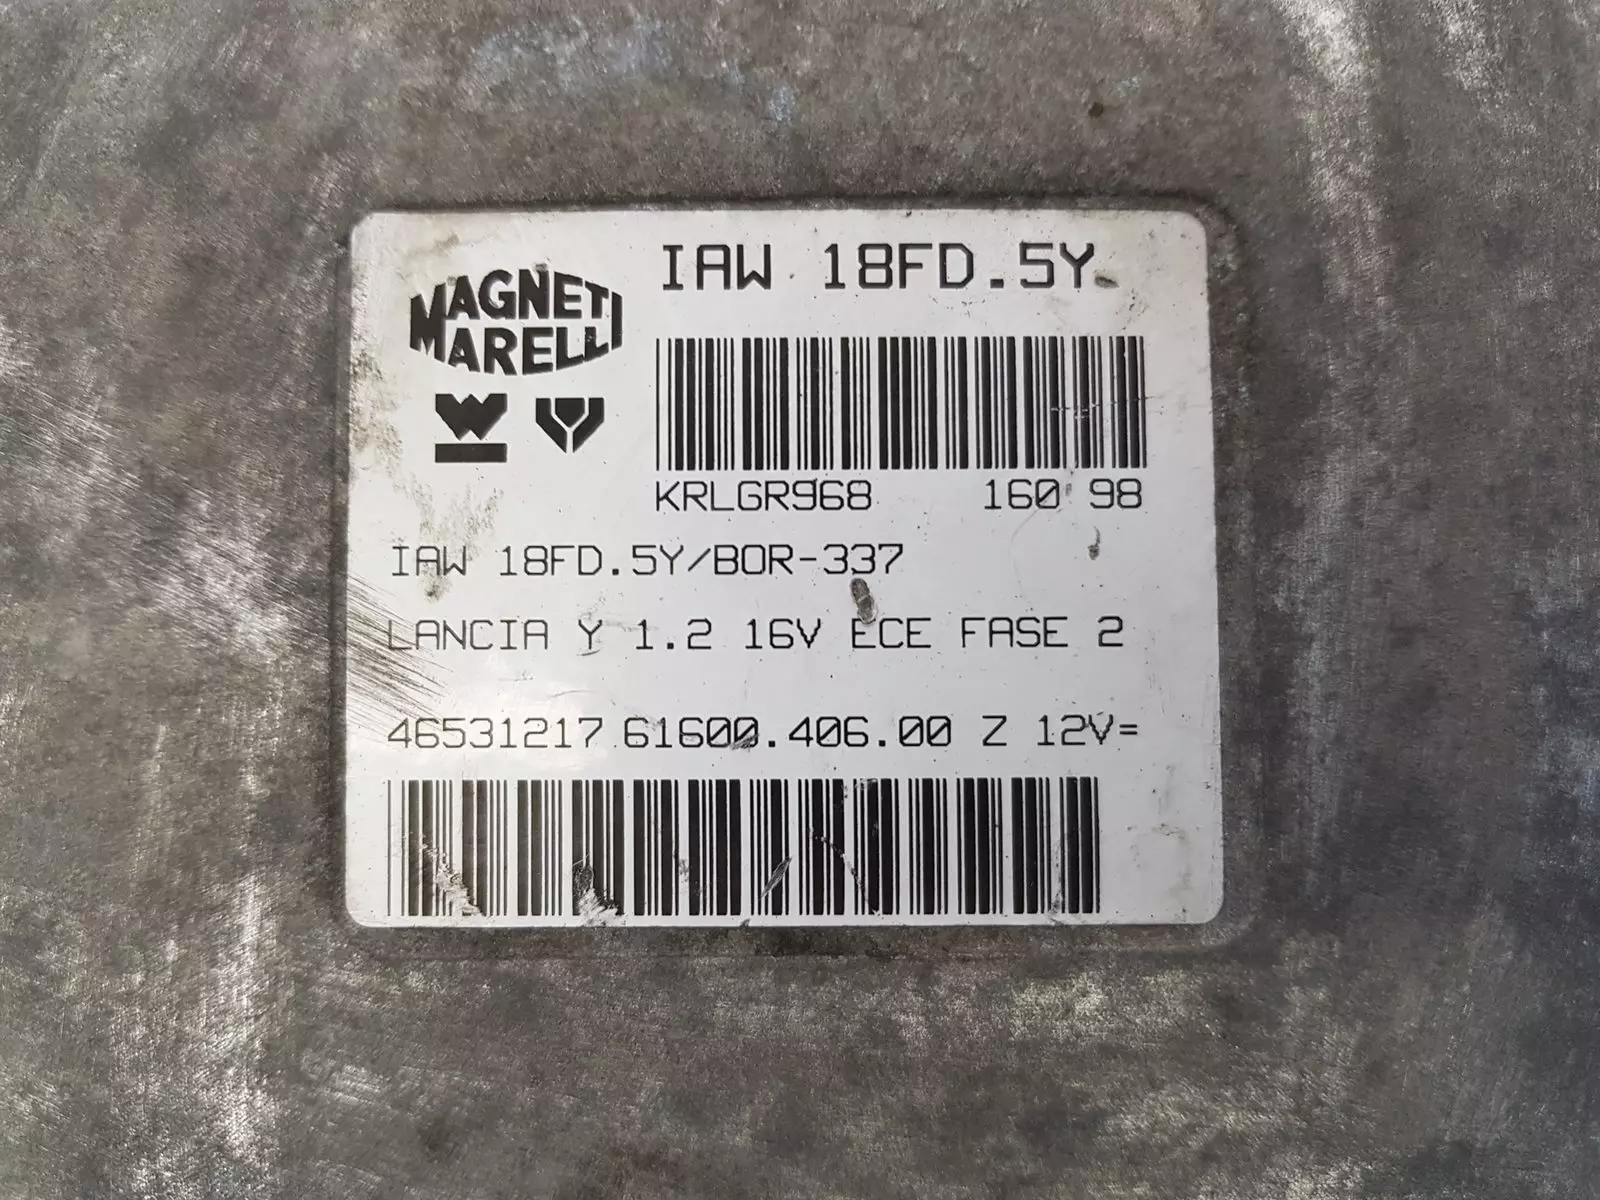 IAW 18FD.5Y
MAGNETI
MARELLI
KRLGR968 160 98
IAW 18FD.5Y/BOR-337
LANCIA Y 1.2 16V ECE FASE 2
46531217 61600.406.00 Z 12V=